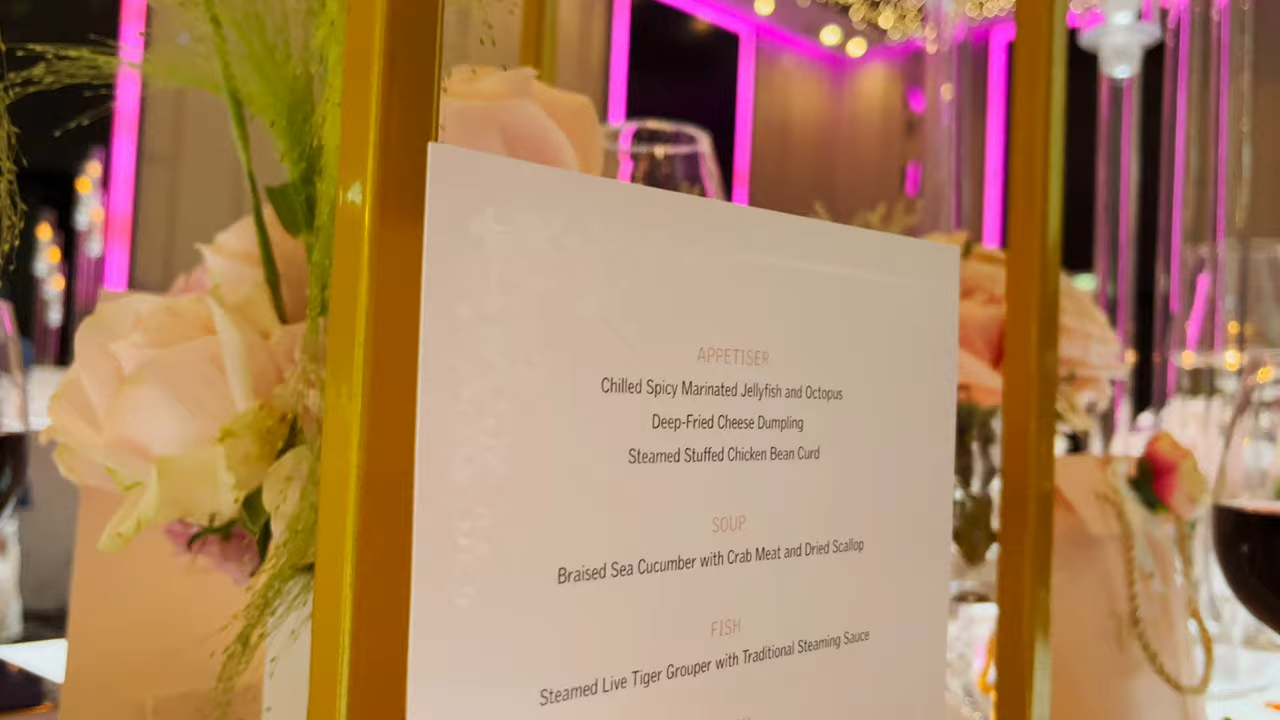 APPETISER
Chilled Spicy Marinated Jellyfish and Octopus
Deep-Fried Cheese Dumpling
Steamed Stuffed Chicken Bean Curd
SOUP
Braised Sea Cucumber with Crab Meat and Dried Scallop
FISH
Steamed Live Tiger Grouper with Traditional Steaming Sauce